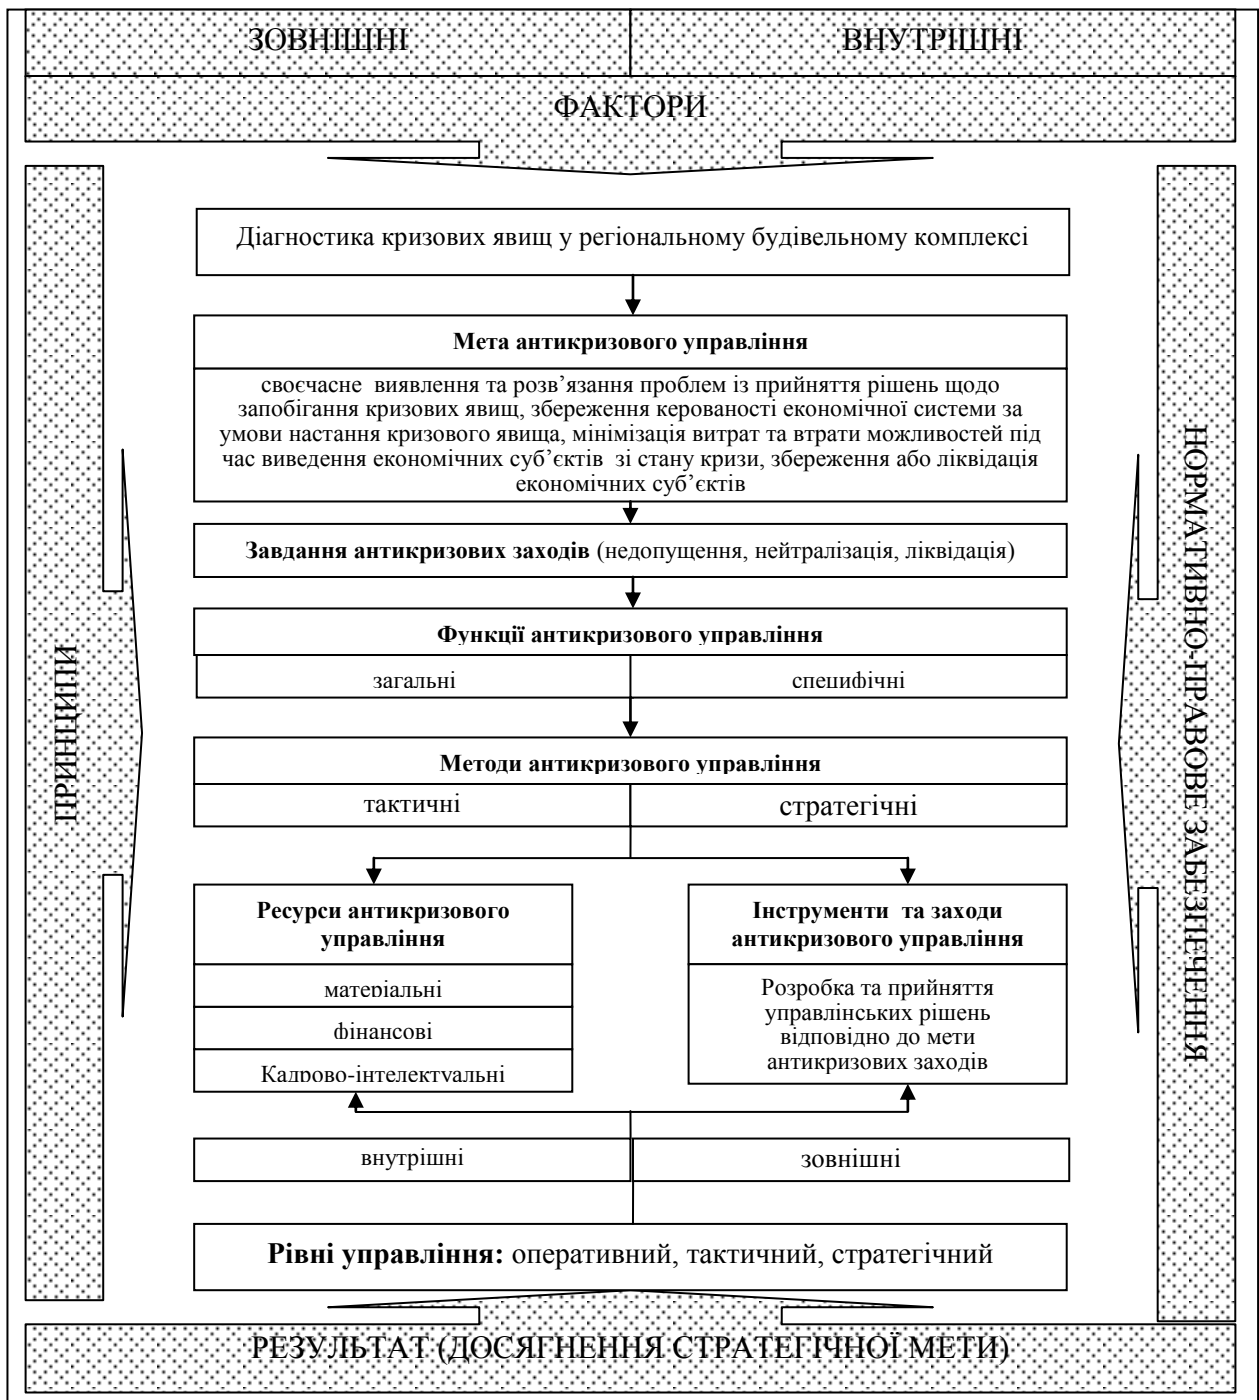 ЗОВНІШНІ
ВНУТРІШНІ
ФАКТОРИ
ПРИНЦИПИ
Діагностика кризових явищ у регіональному будівельному комплексі
Мета антикризового управління
своєчасне виявлення та розв’язання проблем із прийняття рішень щодо
запобігання кризових явищ, збереження керованості економічної системи за
умови настання кризового явища, мінімізація витрат та втрати можливостей під
час виведення економічних суб’єктів зі стану кризи, збереження або ліквідація
економічних суб’єктів
Завдання антикризових заходів (недопущення, нейтралізація, ліквідація)
Функції антикризового управління
загальні
специфічні
Методи антикризового управління
тактичні
стратегічні
Ресурси антикризового
управління
матеріальні
фінансові
Кадрово-інтелектуальні
Інструменти та заходи
антикризового управління
Розробка та прийняття
управлінських рішень
відповідно до мети
антикризових заходів
внутрішні
зовнішні
Рівні управління: оперативний, тактичний, стратегічний
НОРМАТИВНО-ПРАВОВЕ ЗАБЕЗПЕЧЕННЯ
РЕЗУЛЬТАТ (ДОСЯГНЕННЯ СТРАТЕГІЧНОЇ МЕТИ)